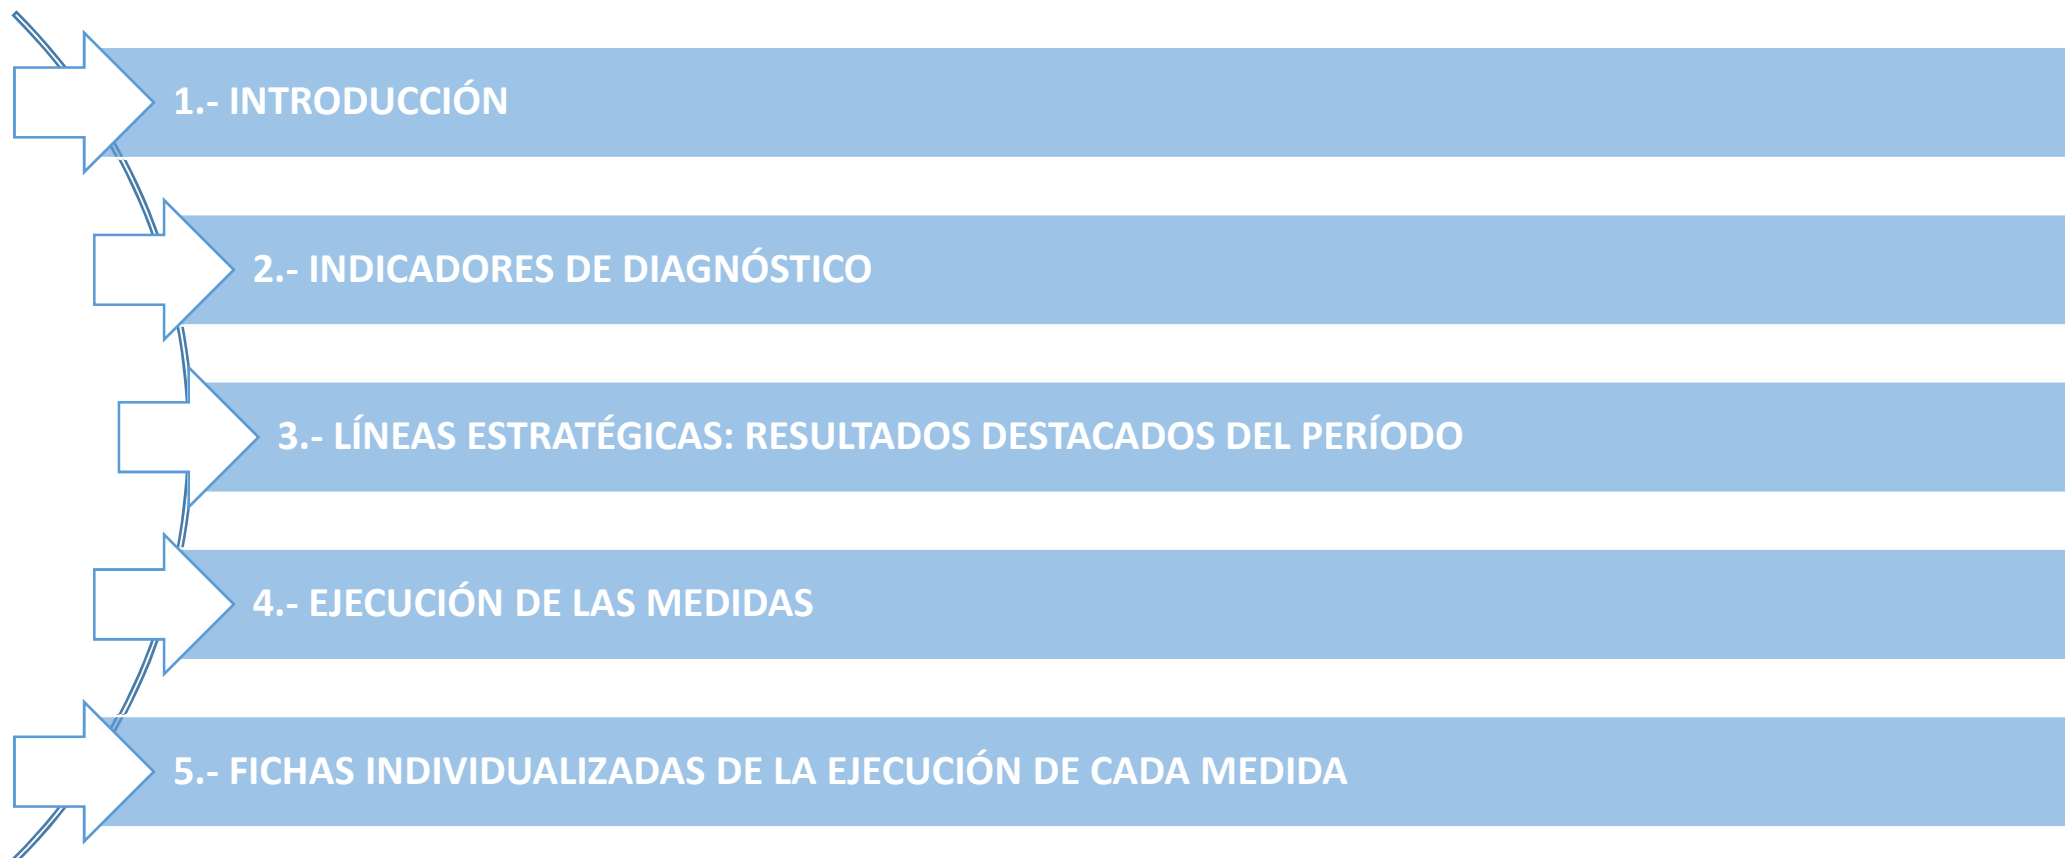 1.- INTRODUCCIÓN
2.- INDICADORES DE DIAGNÓSTICO
3.- LÍNEAS ESTRATÉGICAS: RESULTADOS DESTACADOS DEL PERÍODO
4.- EJECUCIÓN DE LAS MEDIDAS
5.- FICHAS INDIVIDUALIZADAS DE LA EJECUCIÓN DE CADA MEDIDA